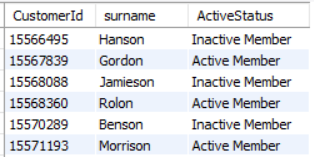 CustomerId surname ActiveStatus
15566495 Hanson Inactive Member
15567839 Gordon Active Member
15568088 Jamieson Inactive Member
15568360 Rolon Active Member
15570289 Benson Inactive Member
15571193 Morrison Active Member